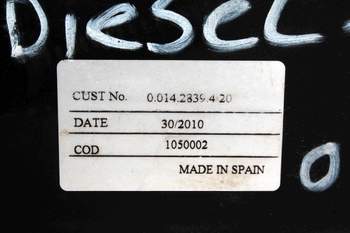 DIESEL
CUST No. 0.014.2839.4-20
DATE 30/2010
COD 1050002
MADE IN SPAIN
0